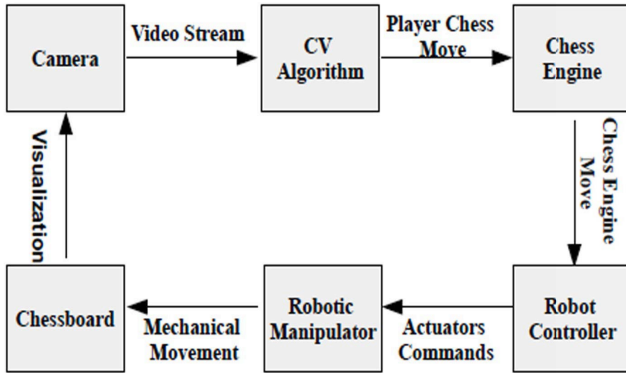 Camera
Video Stream
CV
Algorithm
Player Chess
Move
Chess
Engine
Chess Engine
Move
Robot
Controller
Actuators
Commands
Robotic
Manipulator
Mechanical
Movement
Chessboard
Visualization